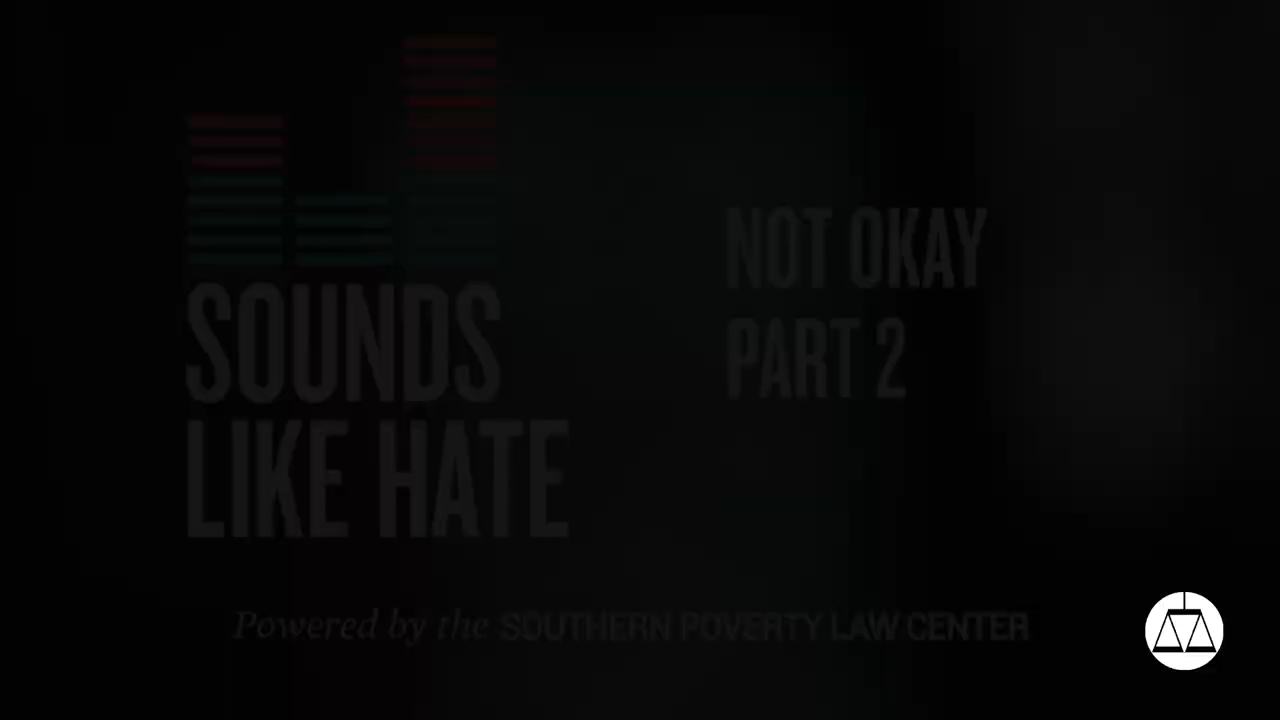 SOUNDS
LIKE HATE
NOT OKAY
PART 2
Powered by the SOUTHERN POVERTY LAW CENTER